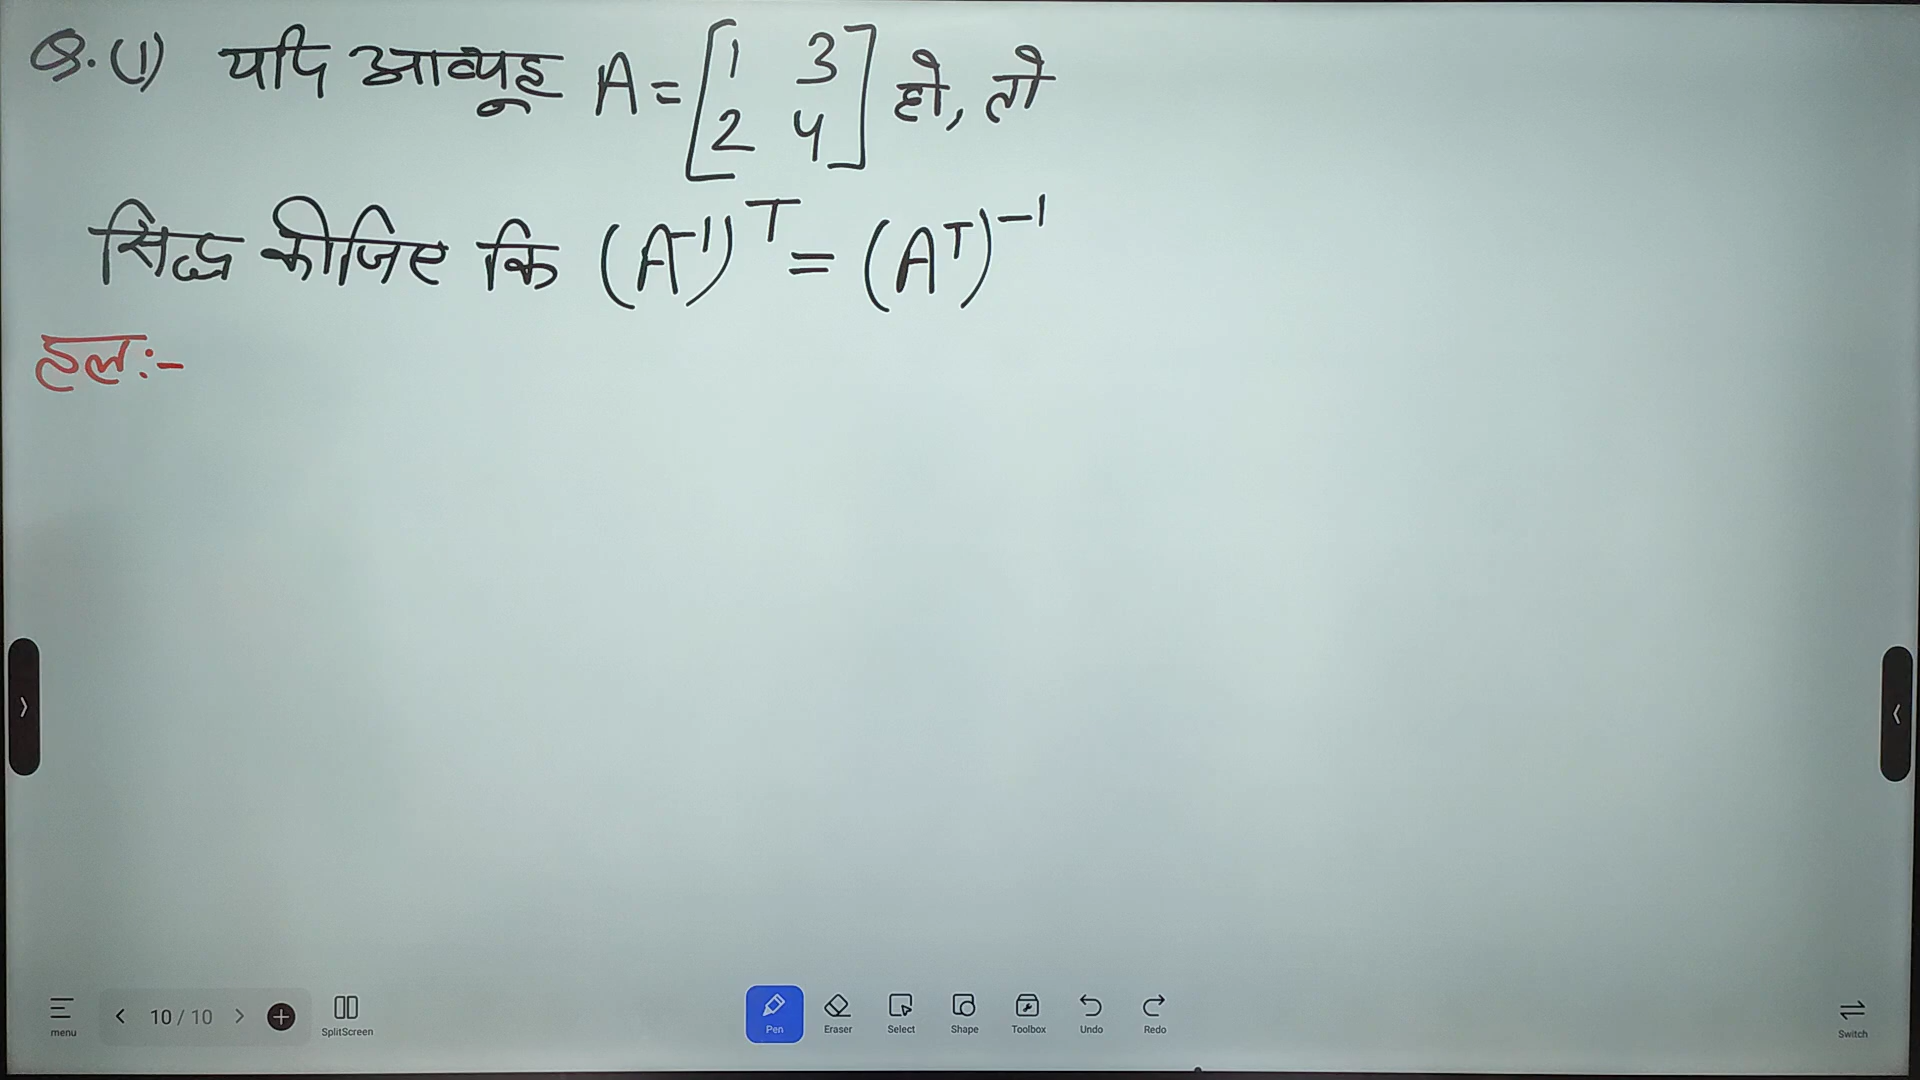 Q.(1) यदि आव्यूह A = [1 3
2 4] हो, तो
सिद्ध कीजिए कि (A⁻¹)ᵀ = (Aᵀ)⁻¹
हल:-
menu
< 10 / 10 > +
SplitScreen
Pen Eraser Select Shape Toolbox Undo Redo
Switch